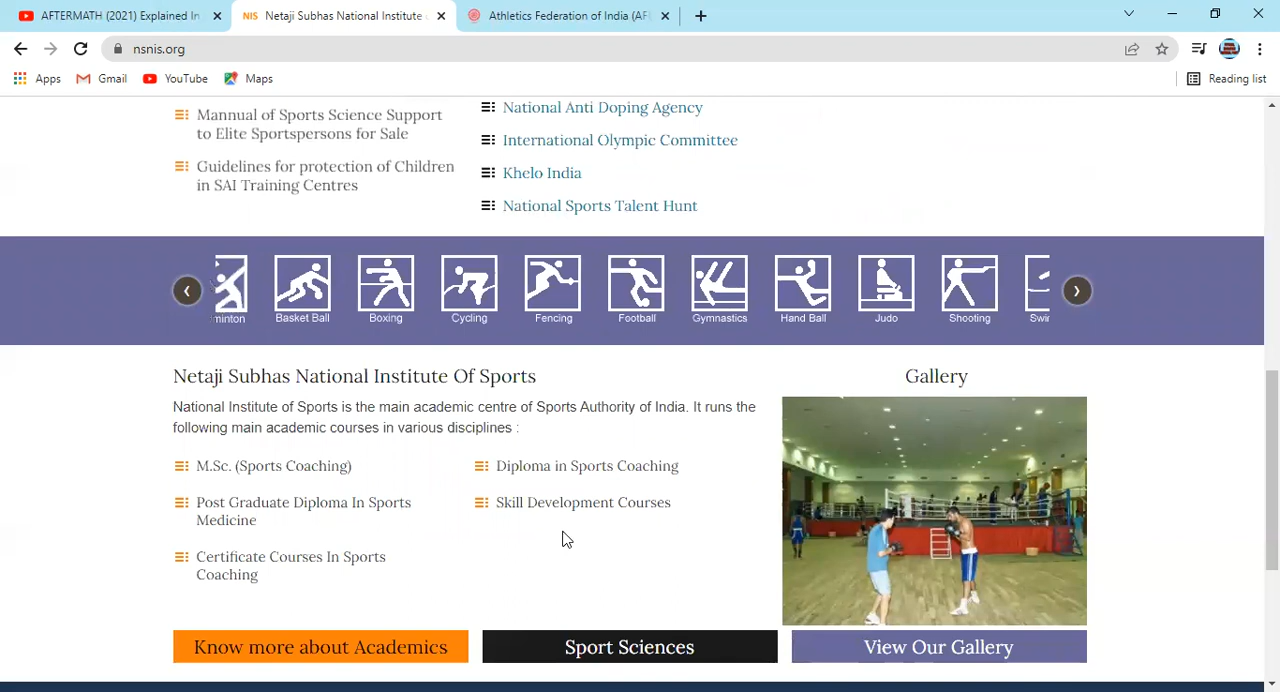 AFTERMATH (2021) Explained In
NIS Netaji Subhas National Institute
Athletics Federation of India (AF
nsnis.org
Apps Gmail YouTube Maps Reading list
Mannual of Sports Science Support
to Elite Sportspersons for Sale
Guidelines for protection of Children
in SAI Training Centres
National Anti Doping Agency
International Olympic Committee
Khelo India
National Sports Talent Hunt
minton Basket Ball Boxing Cycling Fencing Football Gymnastics Hand Ball Judo Shooting Swi
Netaji Subhas National Institute Of Sports
National Institute of Sports is the main academic centre of Sports Authority of India. It runs the
following main academic courses in various disciplines :
M.Sc. (Sports Coaching)
Post Graduate Diploma In Sports
Medicine
Certificate Courses In Sports
Coaching
Diploma in Sports Coaching
Skill Development Courses
Gallery
Know more about Academics
Sport Sciences
View Our Gallery